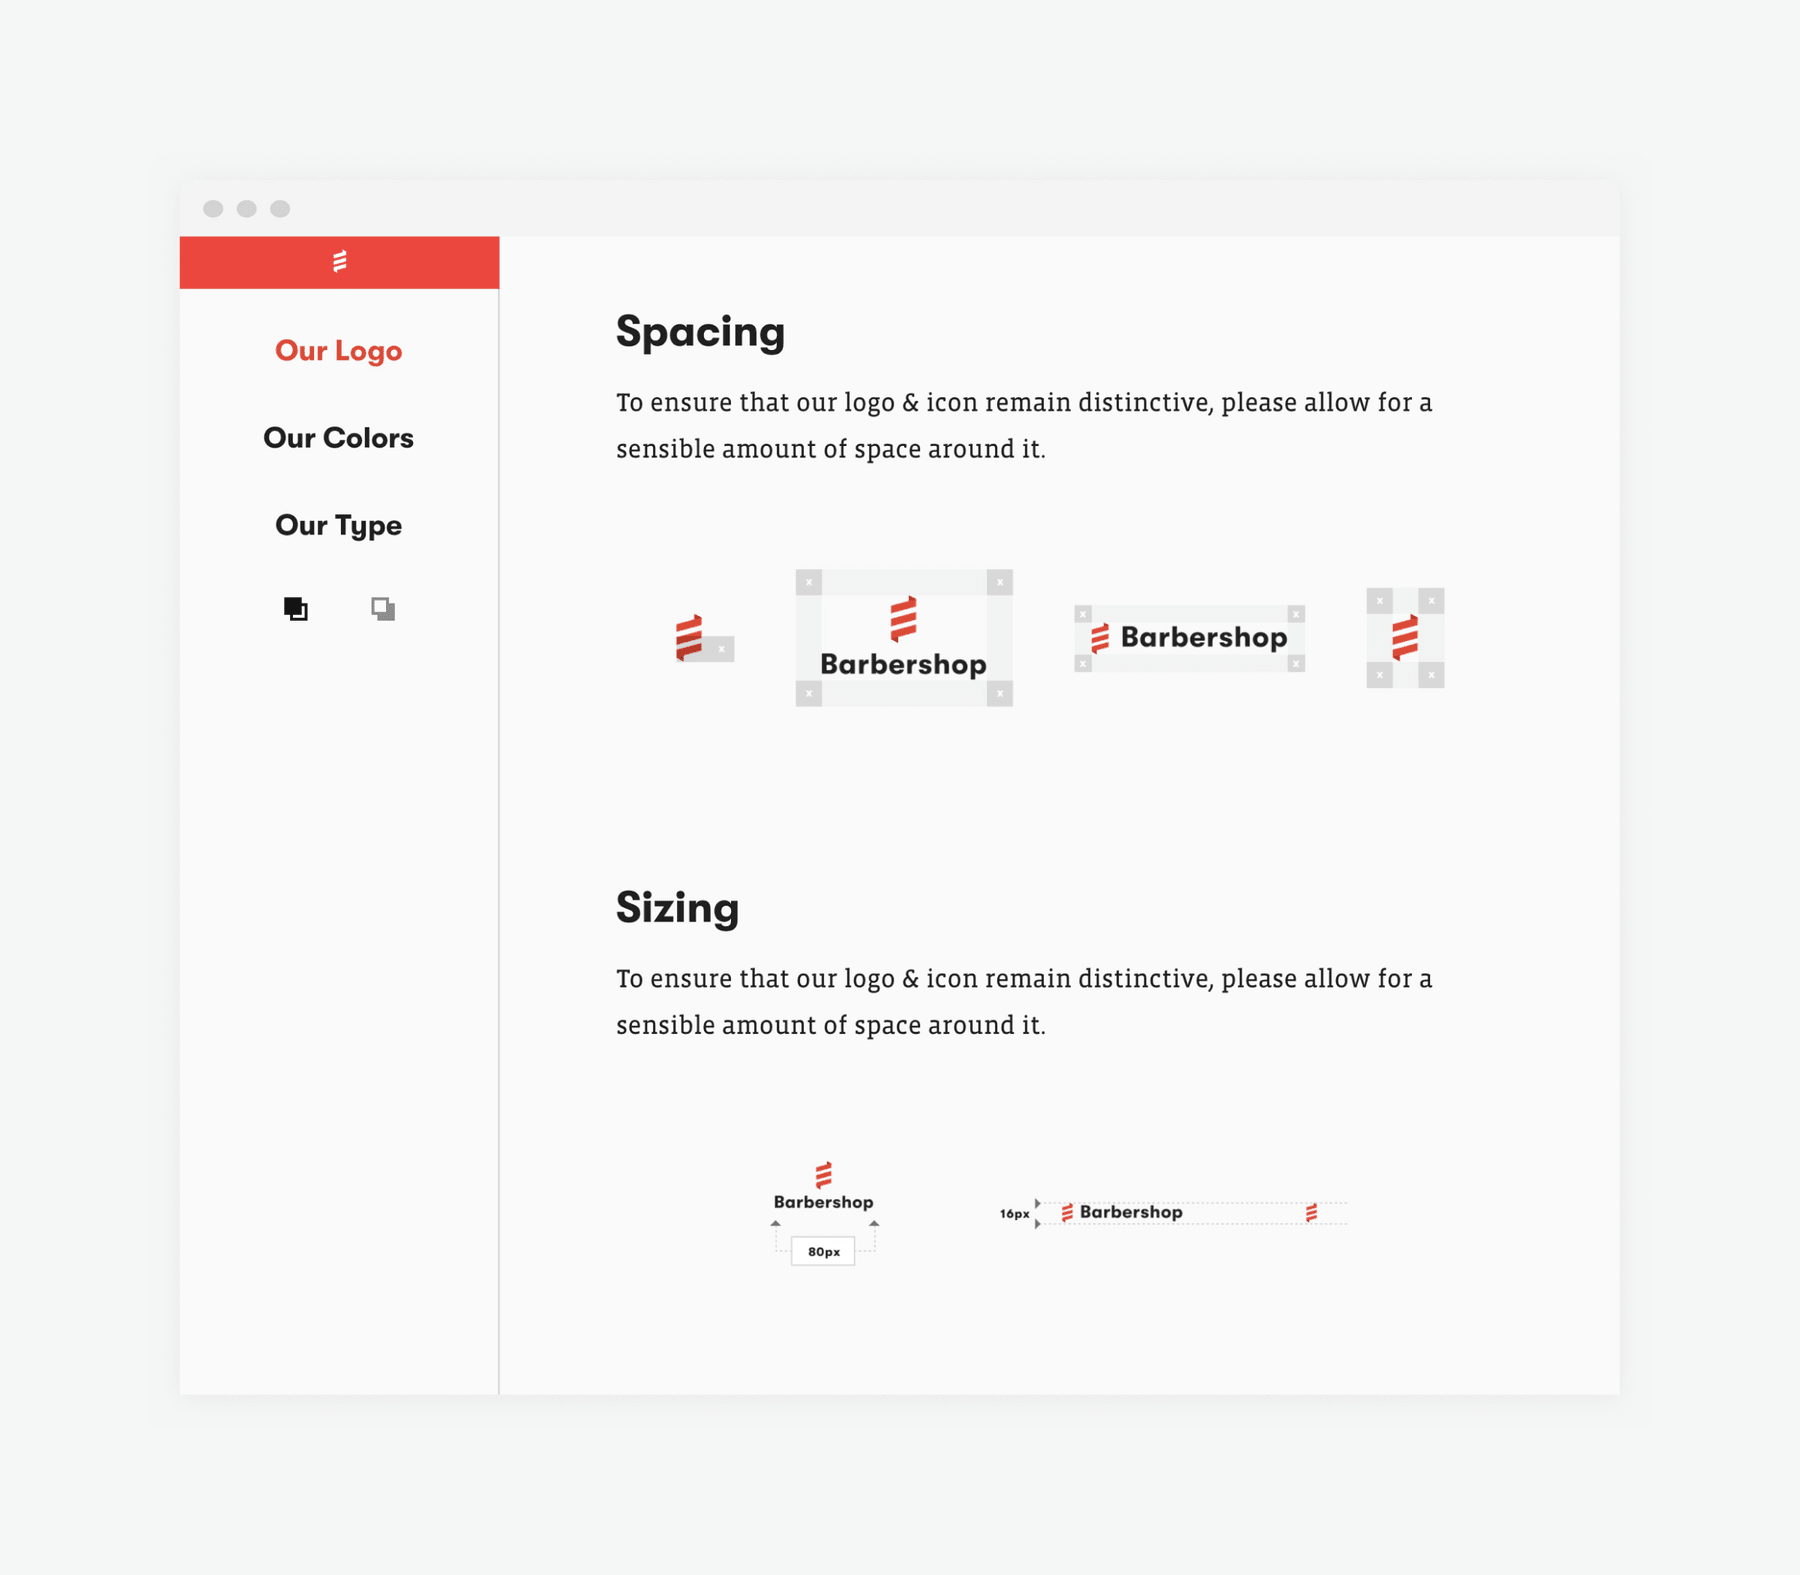 Our Logo
Our Colors
Our Type
Spacing
To ensure that our logo & icon remain distinctive, please allow for a
sensible amount of space around it.
x
x x
Barbershop
x x
x x
Barbershop
x x
x x
x x
Sizing
To ensure that our logo & icon remain distinctive, please allow for a
sensible amount of space around it.
Barbershop
80px
16px
Barbershop